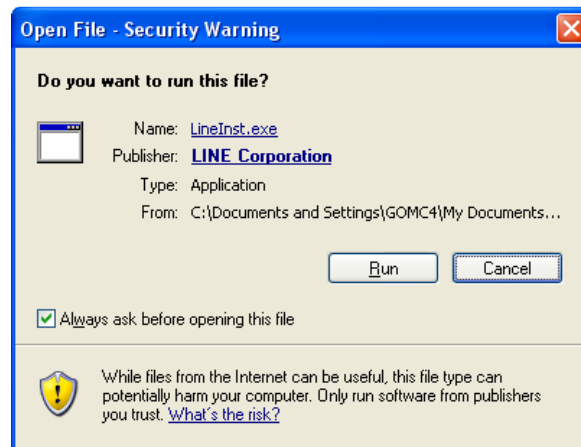 Open File - Security Warning
Do you want to run this file?
Name: LineInst.exe
Publisher: LINE Corporation
Type: Application
From: C:\Documents and Settings\GOMC4\My Documents...
Run Cancel
Always ask before opening this file
While files from the Internet can be useful, this file type can
potentially harm your computer. Only run software from publishers
you trust. What's the risk?